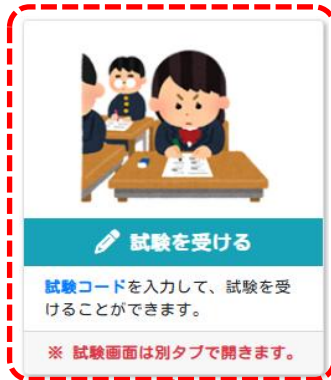 試験を受ける
試験コードを入力して、試験を受
けることができます。
※ 試験画面は別タブで開きます。